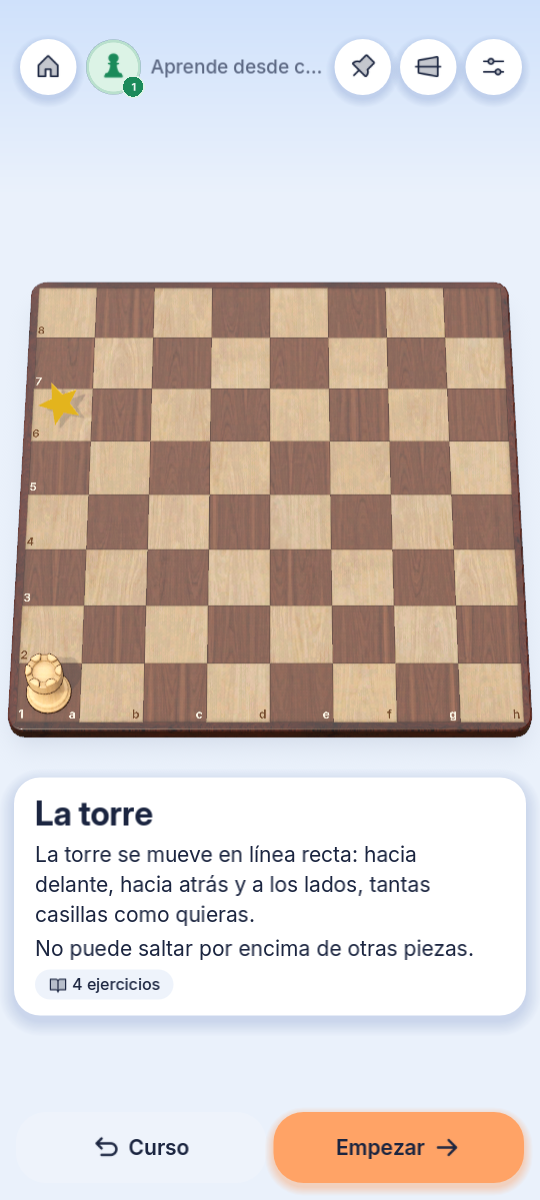 1
Aprende desde c...
8
7
6
5
4
3
2
1 a b c d e f g h
La torre
La torre se mueve en línea recta: hacia
delante, hacia atrás y a los lados, tantas
casillas como quieras.
No puede saltar por encima de otras piezas.
4 ejercicios
Curso
Empezar